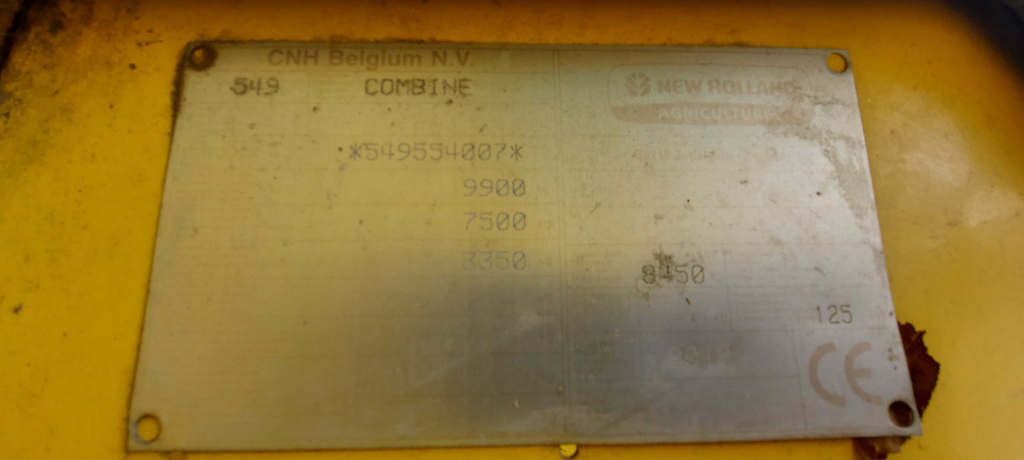 CNH Belgium N.V.
549 COMBINE
NEW HOLLAND
AGRICULTURE
*549554007*
9900
7500
3350
8450
125
CE